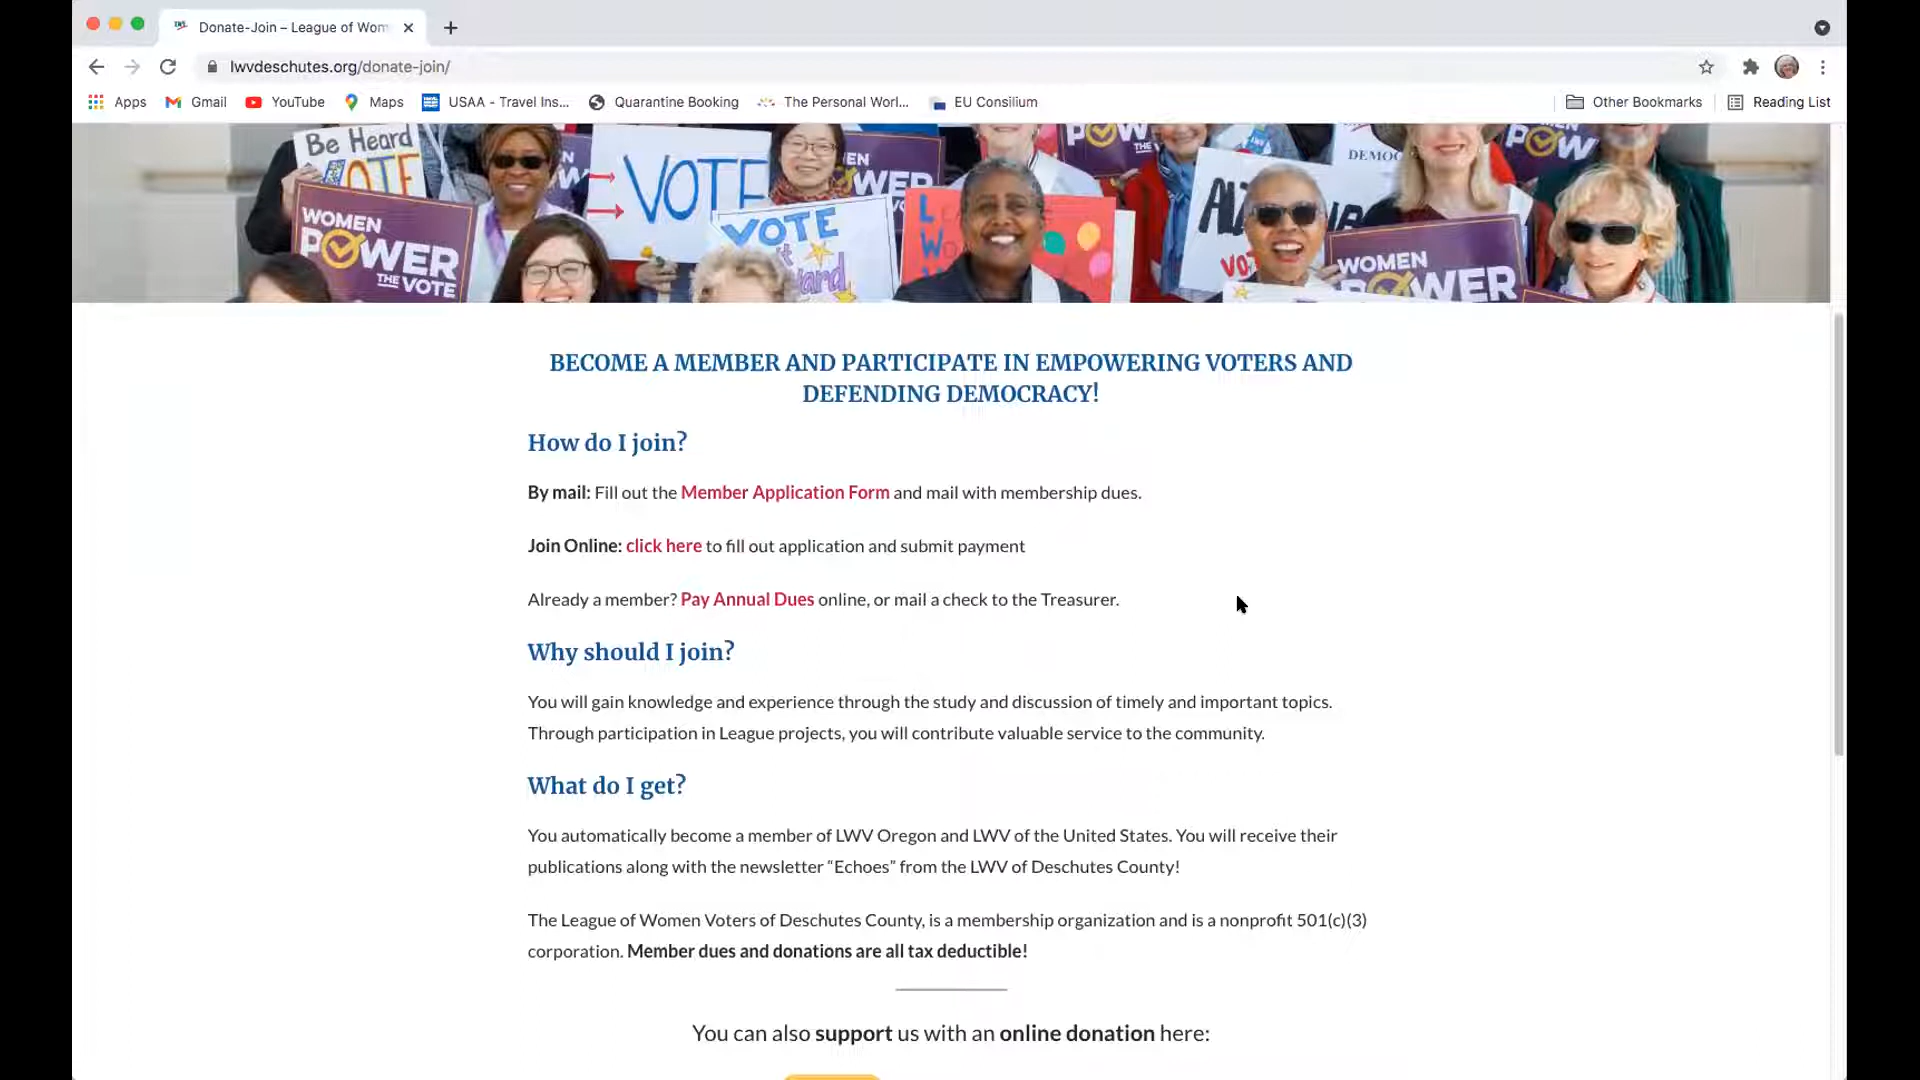 Donate-Join – League of Wom
lwvdeschutes.org/donate-join/
Apps Gmail YouTube Maps USAA - Travel Ins... Quarantine Booking The Personal Worl... EU Consilium Other Bookmarks Reading List
Be Heard
VOTE
WOMEN
POWER
THE VOTE
VOTE
VOTE
WOMEN
POWER
BECOME A MEMBER AND PARTICIPATE IN EMPOWERING VOTERS AND
DEFENDING DEMOCRACY!
How do I join?
By mail: Fill out the Member Application Form and mail with membership dues.
Join Online: click here to fill out application and submit payment
Already a member? Pay Annual Dues online, or mail a check to the Treasurer.
Why should I join?
You will gain knowledge and experience through the study and discussion of timely and important topics.
Through participation in League projects, you will contribute valuable service to the community.
What do I get?
You automatically become a member of LWV Oregon and LWV of the United States. You will receive their
publications along with the newsletter “Echoes” from the LWV of Deschutes County!
The League of Women Voters of Deschutes County, is a membership organization and is a nonprofit 501(c)(3)
corporation. Member dues and donations are all tax deductible!
You can also support us with an online donation here: